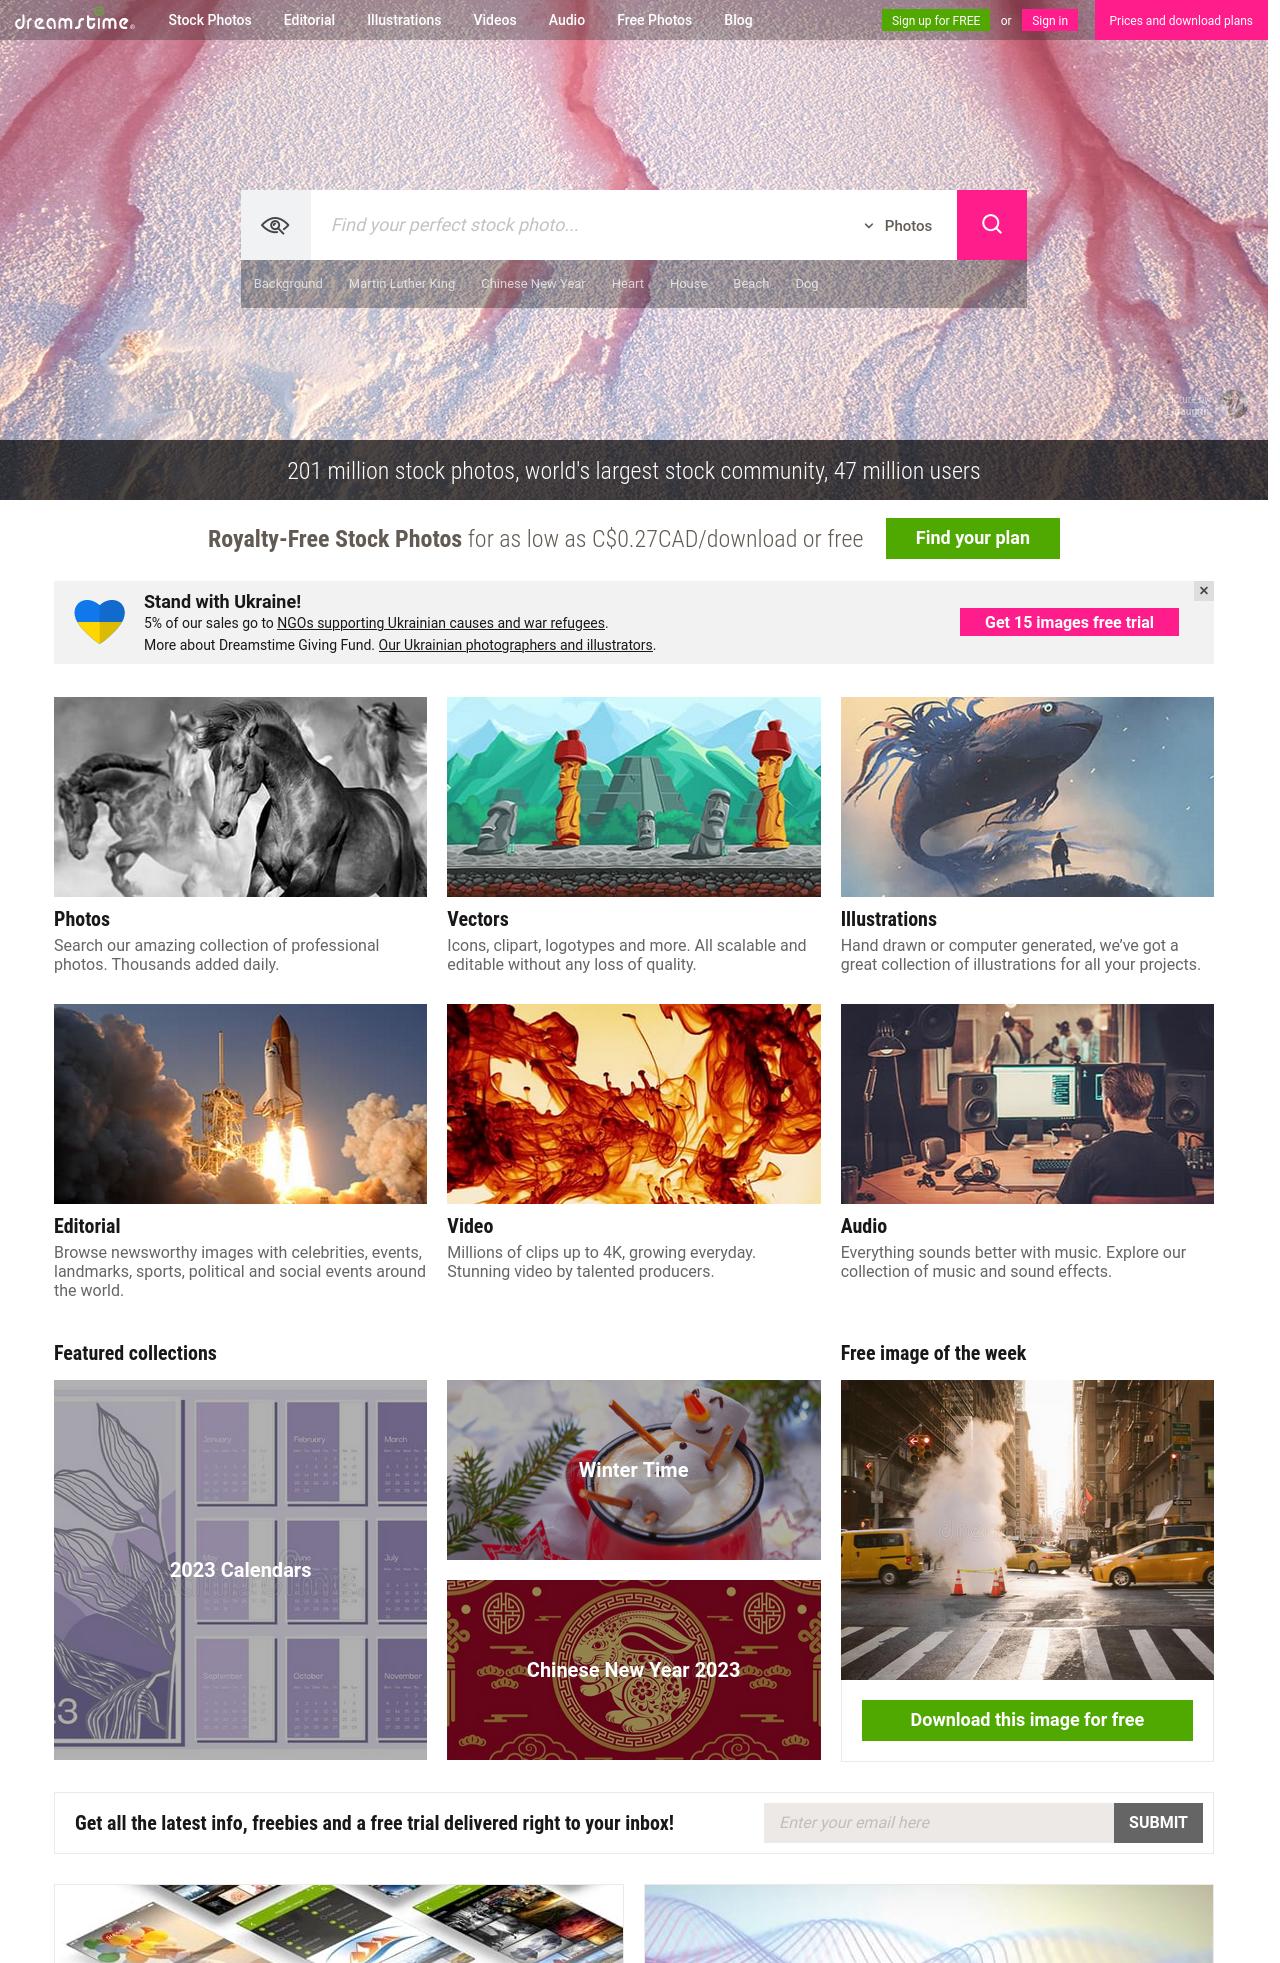 dreamstime®
Stock Photos
Editorial
Illustrations
Videos
Audio
Free Photos
Blog
Sign up for FREE
or
Sign in
Prices and download plans
Find your perfect stock photo...
Photos
Background
Martin Luther King
Chinese New Year
Heart
House
Beach
Dog
201 million stock photos, world's largest stock community, 47 million users
Royalty-Free Stock Photos for as low as C$0.27CAD/download or free
Find your plan
Stand with Ukraine!
5% of our sales go to NGOs supporting Ukrainian causes and war refugees.
More about Dreamstime Giving Fund. Our Ukrainian photographers and illustrators.
Get 15 images free trial
Photos
Search our amazing collection of professional
photos. Thousands added daily.
Vectors
Icons, clipart, logotypes and more. All scalable and
editable without any loss of quality.
Illustrations
Hand drawn or computer generated, we’ve got a
great collection of illustrations for all your projects.
Editorial
Browse newsworthy images with celebrities, events,
landmarks, sports, political and social events around
the world.
Video
Millions of clips up to 4K, growing everyday.
Stunning video by talented producers.
Audio
Everything sounds better with music. Explore our
collection of music and sound effects.
Featured collections
January
February
March
June
July
September
October
November
23
2023 Calendars
Winter Time
Chinese New Year 2023
Free image of the week
Download this image for free
Get all the latest info, freebies and a free trial delivered right to your inbox!
Enter your email here
SUBMIT